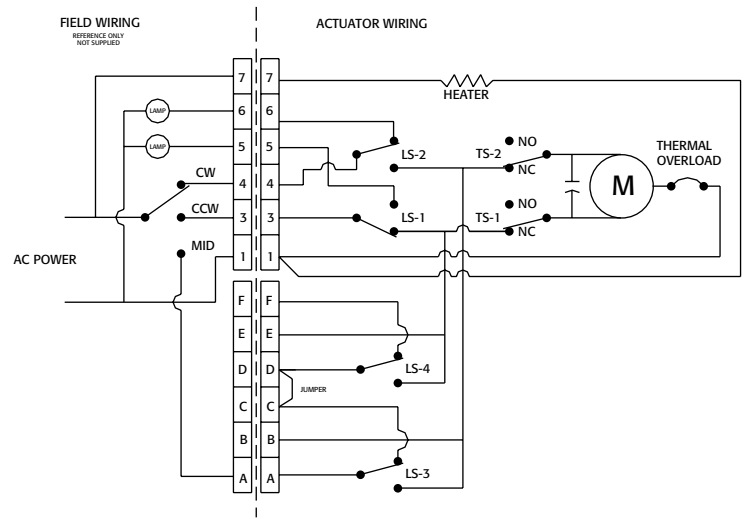 FIELD WIRING
REFERENCE ONLY
NOT SUPPLIED
ACTUATOR WIRING
7 7
HEATER
6 6
LAMP
5 5
LAMP
LS-2
TS-2
NO
NC
THERMAL
OVERLOAD
M
CW
4 4
CCW
3 3
LS-1
TS-1
NO
NC
MID
1 1
AC POWER
F F
E E
D D
LS-4
JUMPER
C C
B B
A A
LS-3